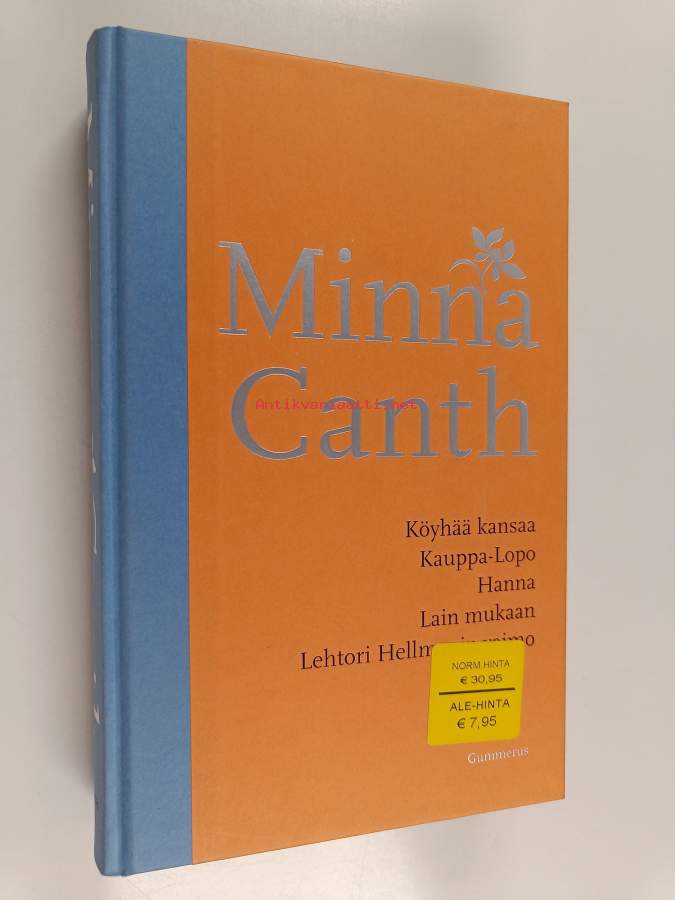 Minna
Canth
Antikvariaatti.net
Köyhää kansaa
Kauppa-Lopo
Hanna
Lain mukaan
Lehtori
NORM.HINTA
€ 30,95
ALE-HINTA
€ 7,95
Gummerus